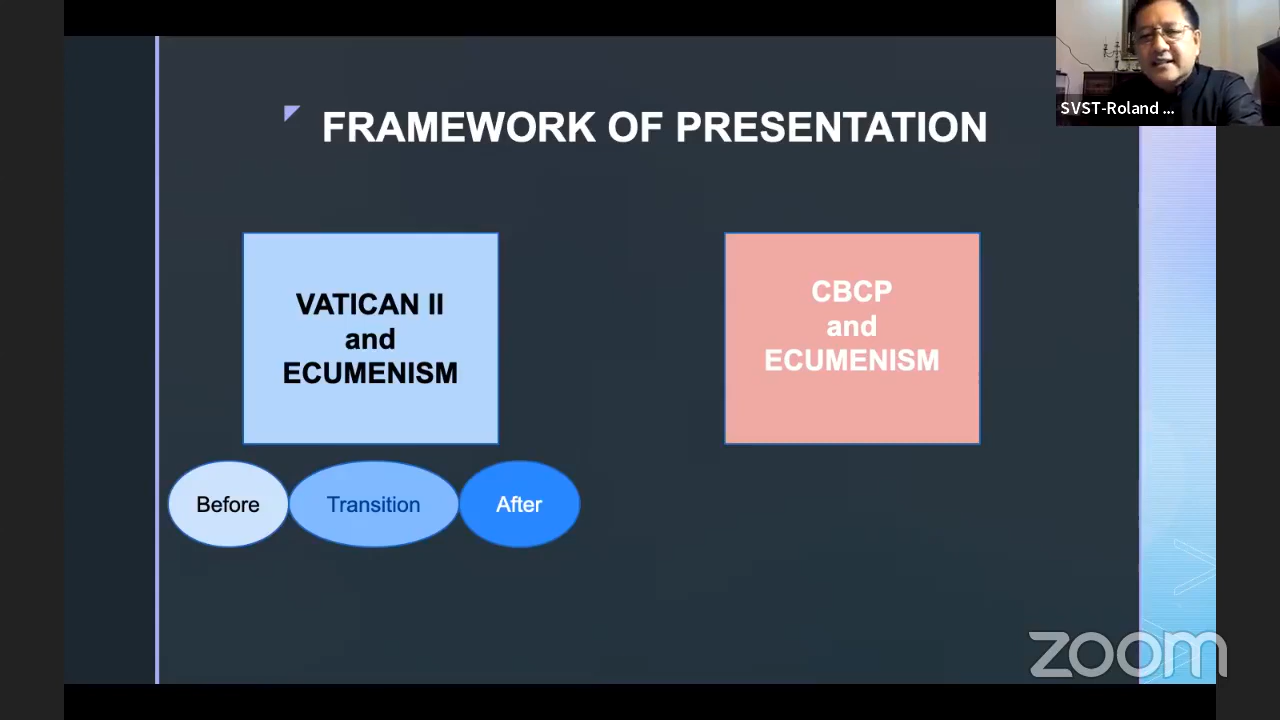 SVST-Roland ...
FRAMEWORK OF PRESENTATION
VATICAN II
and
ECUMENISM
CBCP
and
ECUMENISM
Before
Transition
After
zoom